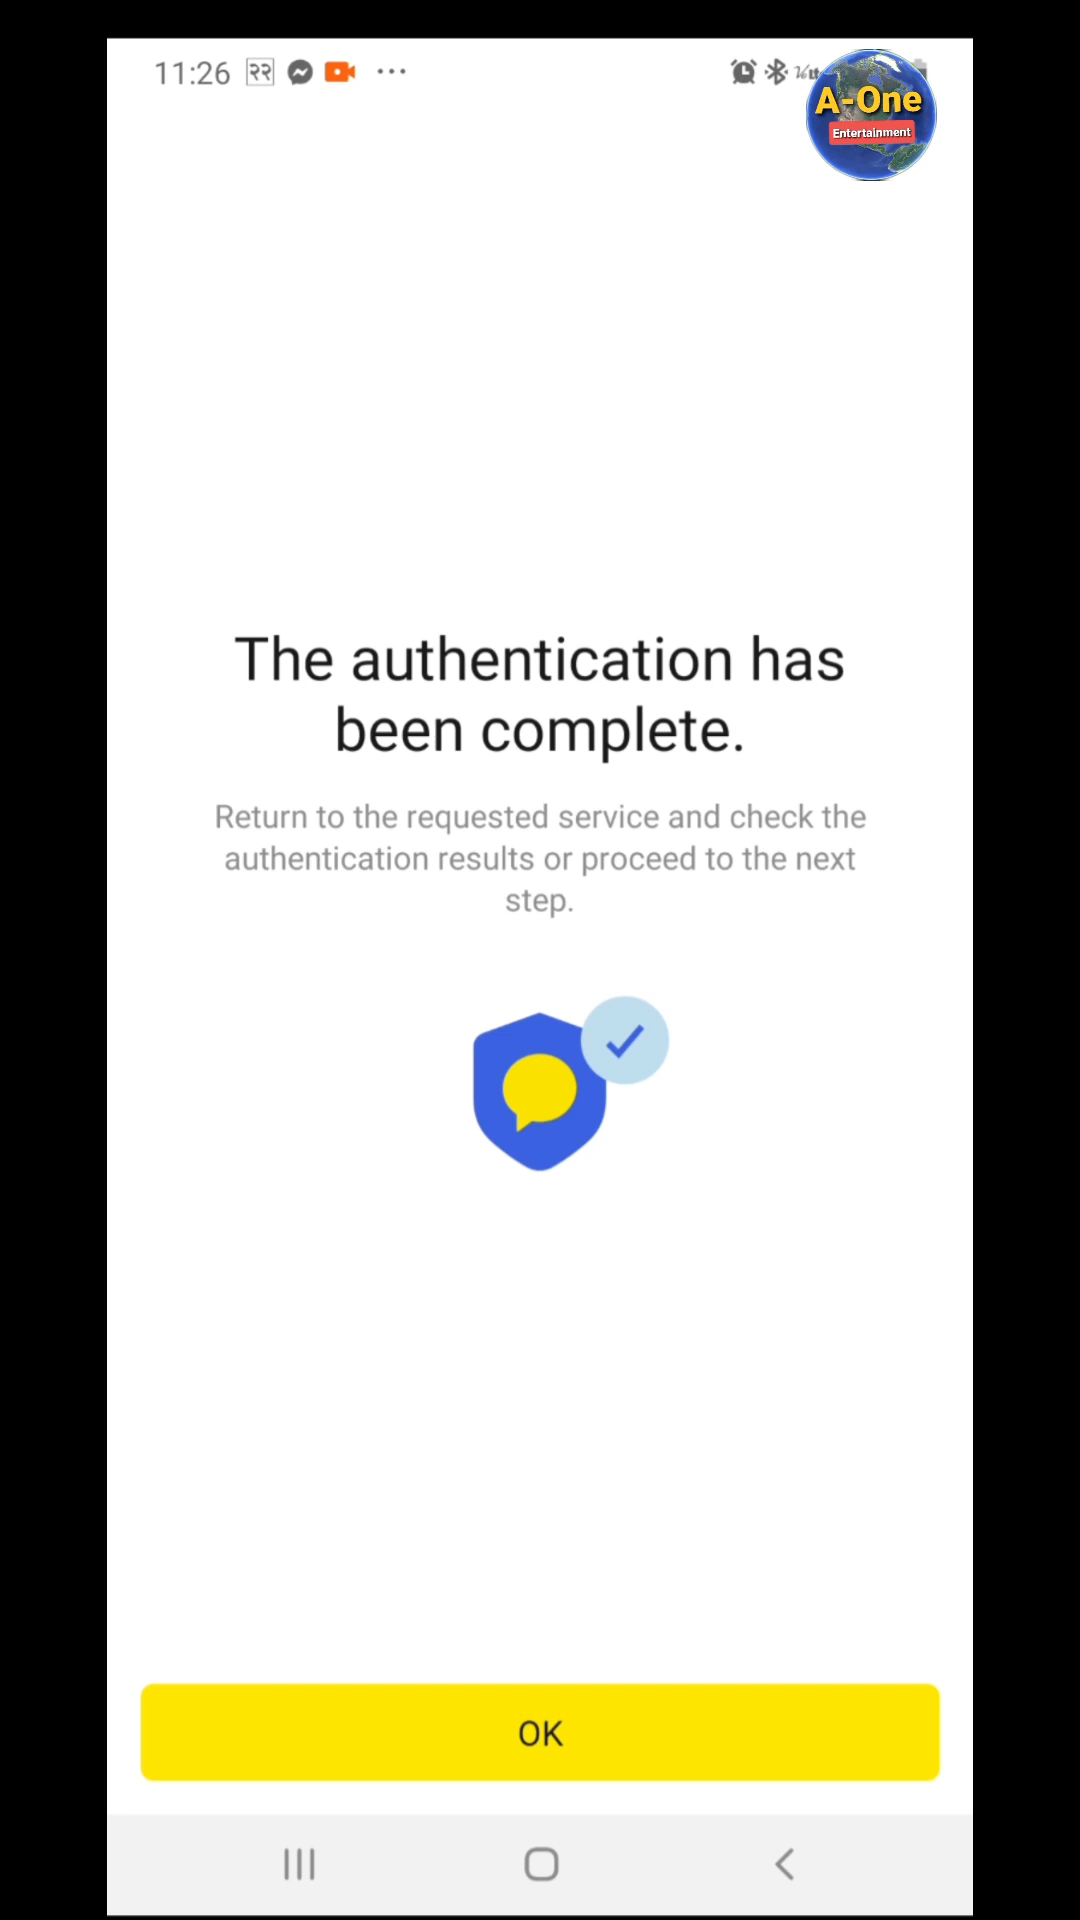 11:26 २२
A-One
Entertainment
The authentication has
been complete.
Return to the requested service and check the
authentication results or proceed to the next
step.
OK